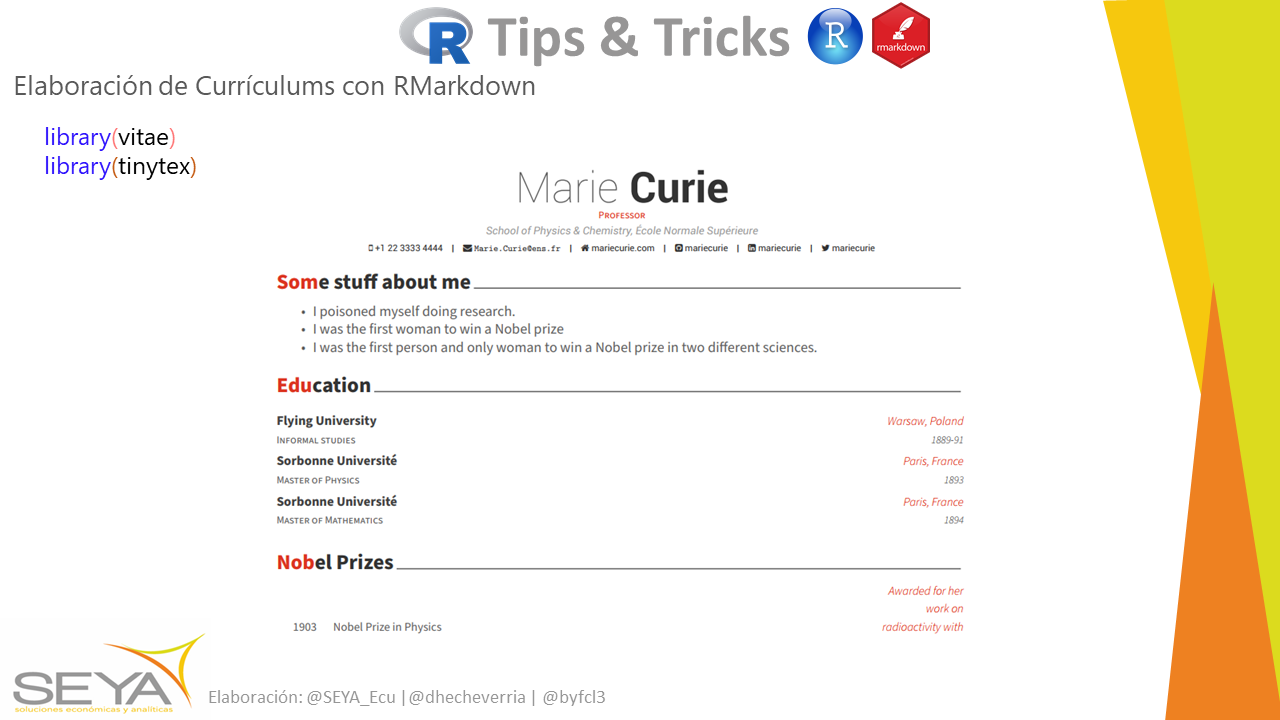 R Tips & Tricks R rmarkdown
Elaboración de Currículums con RMarkdown
library(vitae)
library(tinytex)
Marie Curie
Professor
School of Physics & Chemistry, École Normale Supérieure
+1 22 3333 4444 | Marie.Curie@ens.fr | mariecurie.com | mariecurie | mariecurie | mariecurie
Some stuff about me
• I poisoned myself doing research.
• I was the first woman to win a Nobel prize
• I was the first person and only woman to win a Nobel prize in two different sciences.
Education
Flying University Warsaw, Poland
Informal studies 1889-91
Sorbonne Université Paris, France
Master of Physics 1893
Sorbonne Université Paris, France
Master of Mathematics 1894
Nobel Prizes
Awarded for her
work on
1903 Nobel Prize in Physics radioactivity with
SEYA
soluciones económicas y analíticas
Elaboración: @SEYA_Ecu |@dhecheverria | @byfcl3